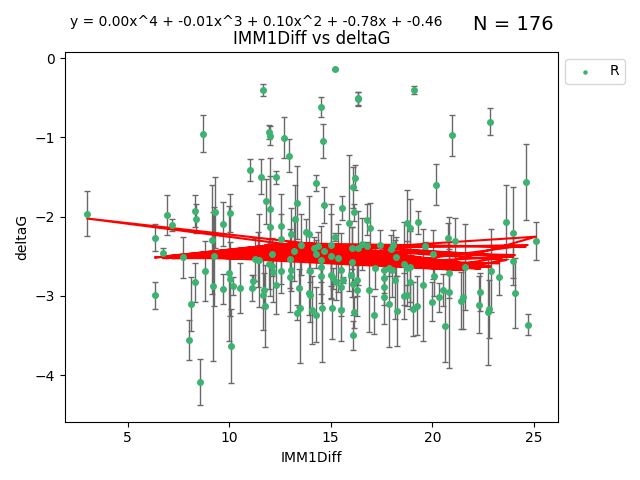 y = 0.00x^4 + -0.01x^3 + 0.10x^2 + -0.78x + -0.46
N = 176
IMM1Diff vs deltaG
R
deltaG
0
−1
−2
−3
−4
5 10 15 20 25
IMM1Diff